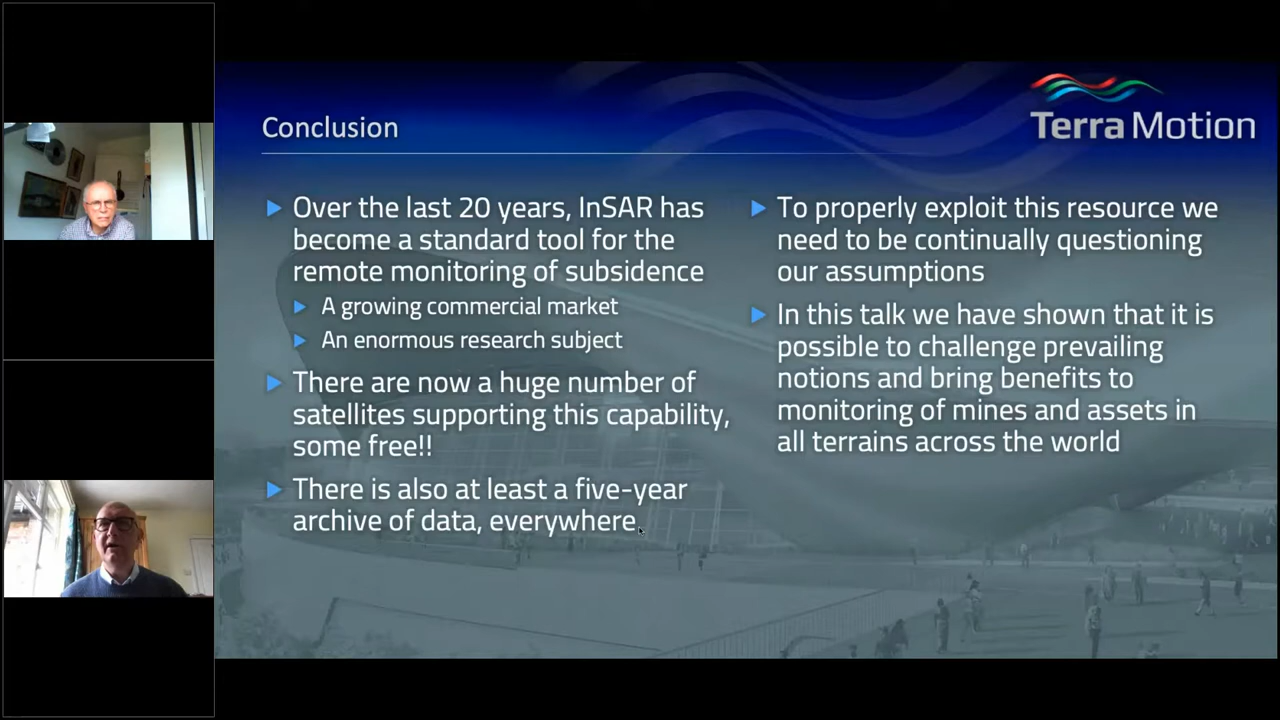 Conclusion
Terra Motion
Over the last 20 years, InSAR has
become a standard tool for the
remote monitoring of subsidence
A growing commercial market
An enormous research subject
There are now a huge number of
satellites supporting this capability,
some free!!
There is also at least a five-year
archive of data, everywhere.
To properly exploit this resource we
need to be continually questioning
our assumptions
In this talk we have shown that it is
possible to challenge prevailing
notions and bring benefits to
monitoring of mines and assets in
all terrains across the world